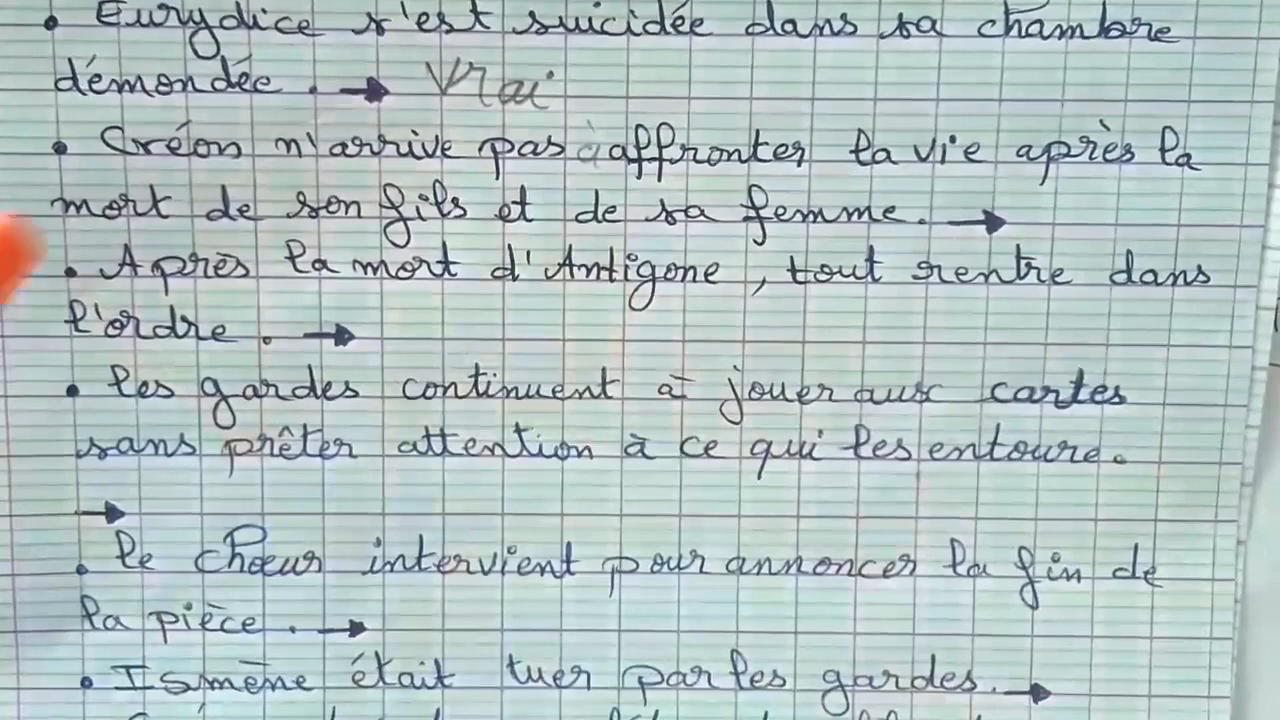 • Eurydice s'est suicidée dans sa chambre
démondée. → Vrai
• Créon n'arrive pas à affronter la vie après la
mort de son fils et de sa femme. →
• Après la mort d'Antigone, tout rentre dans
l'ordre. →
• les gardes continuent à jouer aux cartes
sans prêter attention à ce qui les entoure.
→
• le chœur intervient pour annoncer la fin de
la pièce. →
• Ismène était tuer par les gardes. →